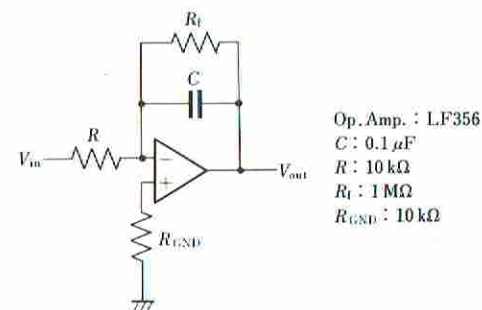 Rf
C
R
Vin
−
+
Vout
RGND
Op. Amp. : LF356
C : 0.1 μF
R : 10 kΩ
Rf : 1 MΩ
RGND : 10 kΩ